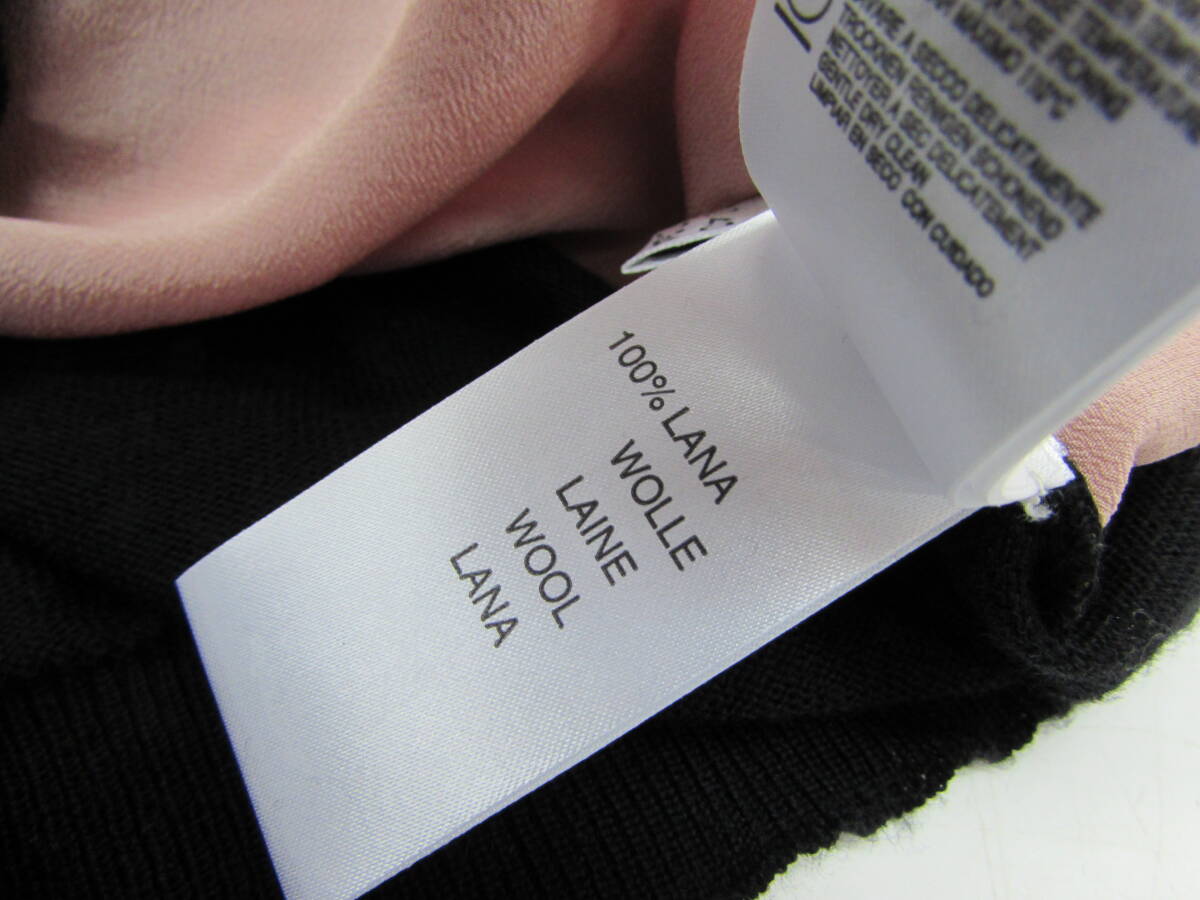 100% LANA
WOLLE
LAINE
WOOL
LANA
A SECCO DELICATAMENTE
TROCKEN REINIGEN SCHONEND
NETTOYER A SEC DELICATEMENT
GENTLE DRY CLEAN
LIMPIAR EN SECO CON CUIDADO